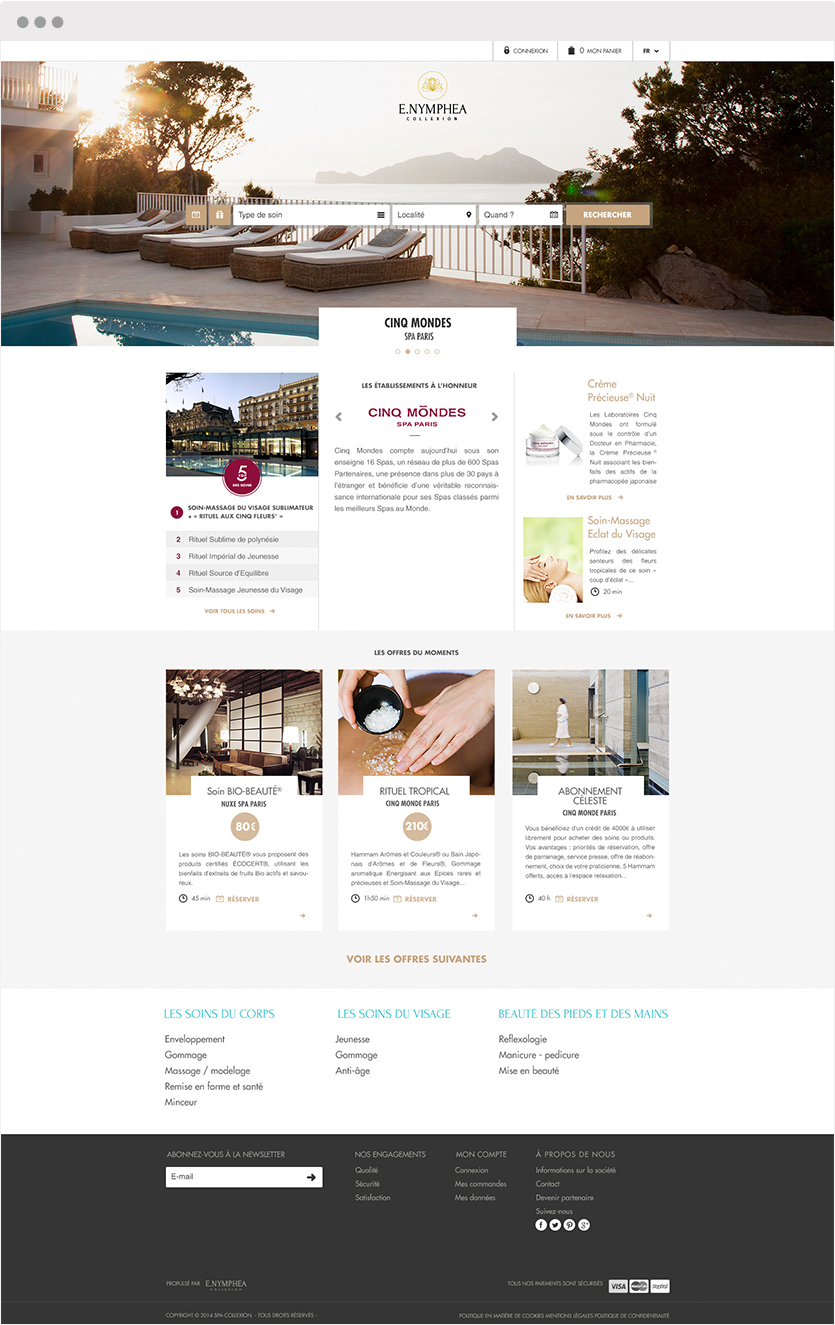 CONNEXION
0 MON PANIER
FR
E.NYMPHEA
COLLEXION
Type de soin
Localité
Quand ?
RECHERCHER
CINQ MONDES
SPA PARIS
5
DES SOINS
1 SOIN-MASSAGE DU VISAGE SUBLIMATEUR
« « RITUEL AUX CINQ FLEURS® »
2 Rituel Sublime de polynésie
3 Rituel Impérial de Jeunesse
4 Rituel Source d'Equilibre
5 Soin-Massage Jeunesse du Visage
VOIR TOUS LES SOINS
LES ÉTABLISSEMENTS À L'HONNEUR
CINQ MONDES
SPA PARIS
Cinq Mondes compte aujourd'hui sous son
enseigne 16 Spas, un réseau de plus de 600 Spas
Partenaires, une présence dans plus de 30 pays à
l'étranger et bénéficie d'une véritable reconnais-
sance internationale pour ses Spas classés parmi
les meilleurs Spas au Monde.
Crème
Précieuse® Nuit
CINQ MONDES
Les Laboratoires Cinq
Mondes ont formulé
sous le contrôle d'un
Docteur en Pharmacie,
la Crème Précieuse ®
Nuit associant les bien-
faits des actifs de la
pharmacopée japonaise
EN SAVOIR PLUS
Soin-Massage
Eclat du Visage
Profitez des délicates
senteurs des fleurs
tropicales de ce soin «
coup d'éclat »...
20 min
EN SAVOIR PLUS
LES OFFRES DU MOMENTS
Soin BIO-BEAUTÉ®
NUXE SPA PARIS
80€
Les soins BIO-BEAUTÉ® vous proposent des
produits certifiés ÉCOCERT®, utilisant les
bienfaits d'extraits de fruits Bio actifs et savou-
reux.
45 min RÉSERVER
RITUEL TROPICAL
CINQ MONDE PARIS
210€
Hammam Arômes et Couleurs® ou Bain Japo-
nais d'Arômes et de Fleurs®, Gommage
aromatique Energisant aux Epices rares et
précieuses et Soin-Massage du Visage...
1h50 min RÉSERVER
ABONNEMENT
CÉLESTE
CINQ MONDE PARIS
Vous bénéficiez d'un crédit de 4000€ à utiliser
librement pour acheter des soins ou produits.
Vos avantages : priorités de réservation, offre
de parrainage, service presse, offre de réabon-
nement, choix de votre praticienne, 5 Hammam
offerts, accès à l'espace relaxation...
40 h RÉSERVER
VOIR LES OFFRES SUIVANTES
LES SOINS DU CORPS
Enveloppement
Gommage
Massage / modelage
Remise en forme et santé
Minceur
LES SOINS DU VISAGE
Jeunesse
Gommage
Anti-âge
BEAUTÉ DES PIEDS ET DES MAINS
Reflexologie
Manicure - pedicure
Mise en beauté
ABONNEZ-VOUS À LA NEWSLETTER
E-mail
NOS ENGAGEMENTS
Qualité
Sécurité
Satisfaction
MON COMPTE
Connexion
Mes commandes
Mes données
À PROPOS DE NOUS
Informations sur la société
Contact
Devenir partenaire
Suivez-nous
PROPULSÉ PAR E.NYMPHEA
COLLEXION
TOUS NOS PAIEMENTS SONT SÉCURISÉS VISA MasterCard PayPal
COPYRIGHT © 2014 SPA-COLLEXION. - TOUS DROITS RÉSERVÉS -
POLITIQUE EN MATIÈRE DE COOKIES MENTIONS LÉGALES POLITIQUE DE CONFIDENTIALITÉ